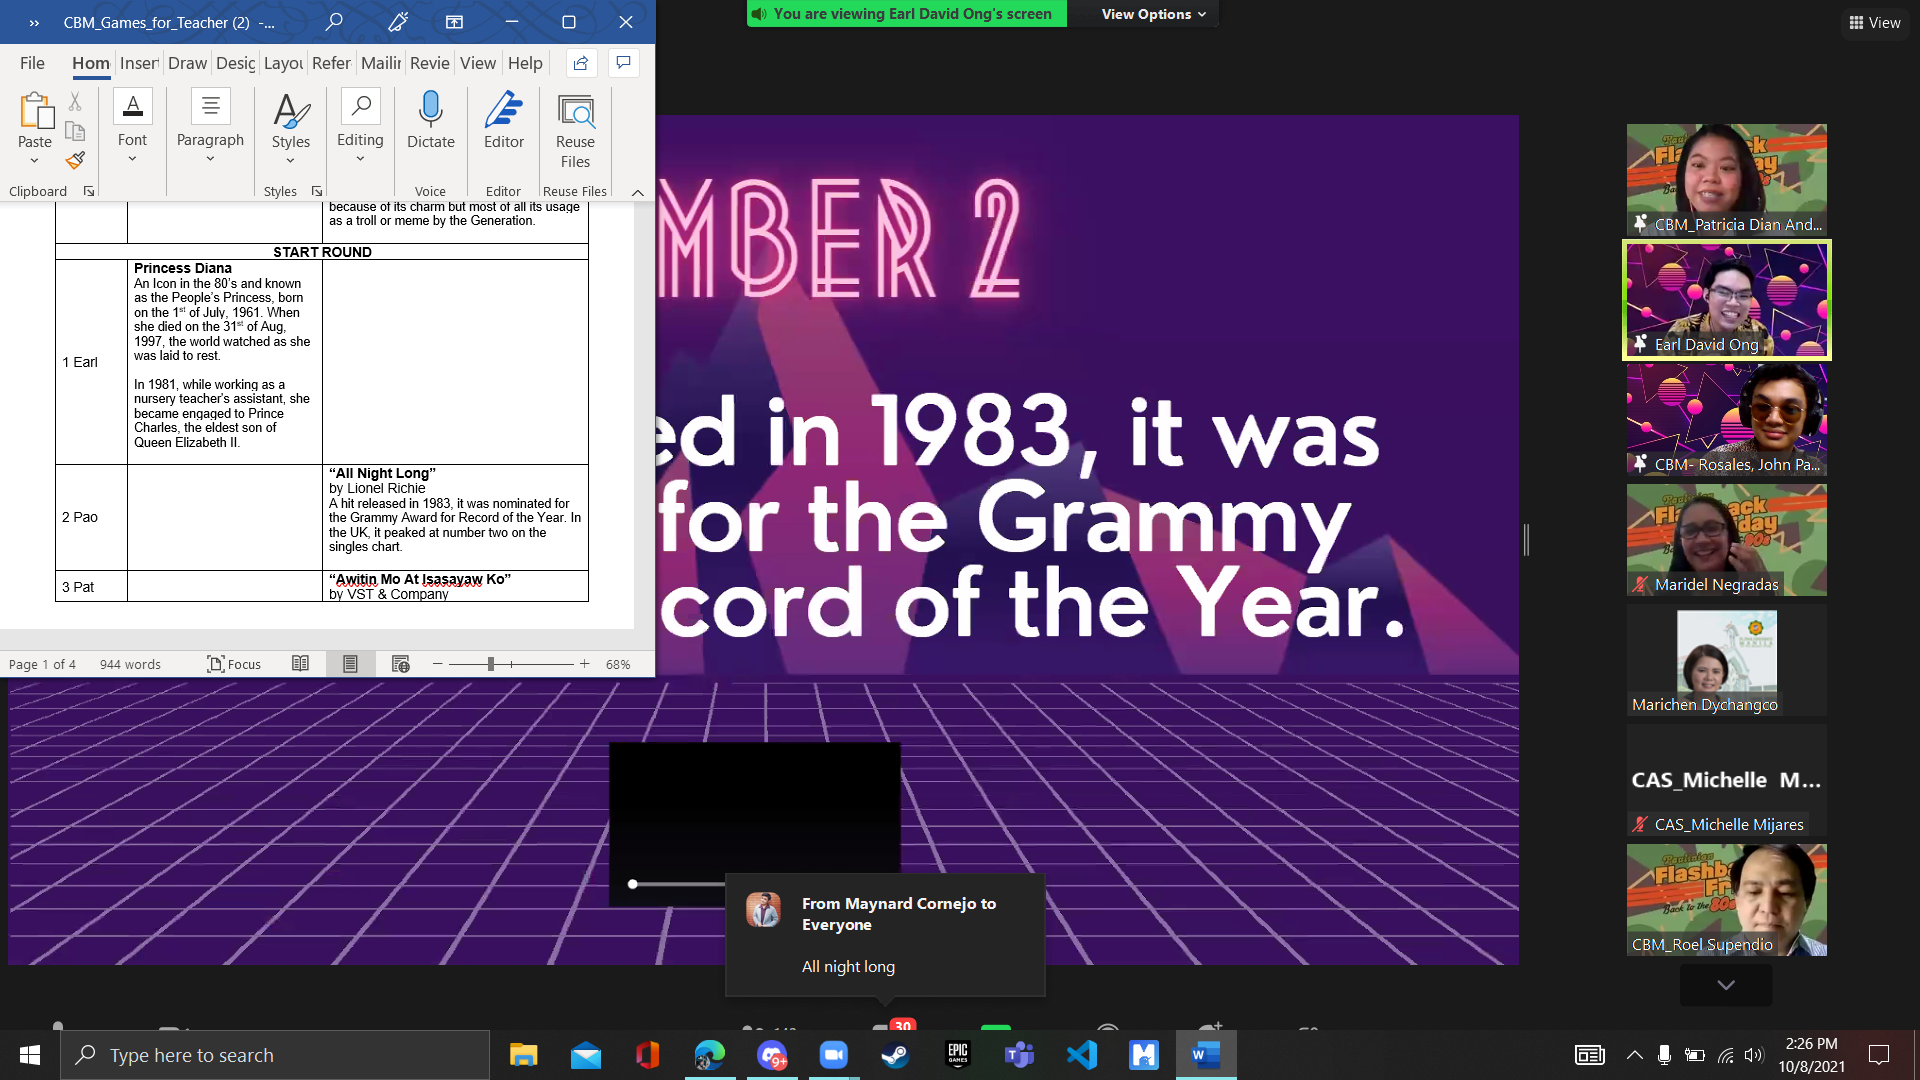 CBM_Games_for_Teacher (2) -...
File Hom Insert Draw Desig Layou Refer Mailin Revie View Help
Paste
Font
Paragraph
Styles
Editing
Dictate
Editor
Reuse
Files
Clipboard
Styles
Voice
Editor
Reuse Files
because of its charm but most of all its usage
as a troll or meme by the Generation.
START ROUND
1 Earl
Princess Diana
An Icon in the 80's and known
as the People's Princess, born
on the 1st of July, 1961. When
she died on the 31st of Aug,
1997, the world watched as she
was laid to rest.
In 1981, while working as a
nursery teacher's assistant, she
became engaged to Prince
Charles, the eldest son of
Queen Elizabeth II.
2 Pao
“All Night Long”
by Lionel Richie
A hit released in 1983, it was nominated for
the Grammy Award for Record of the Year. In
the UK, it peaked at number two on the
singles chart.
3 Pat
“Awitin Mo At Isasayaw Ko”
by VST & Company
Page 1 of 4 944 words Focus 68%
You are viewing Earl David Ong's screen View Options
View
MBER 2
ed in 1983, it was
for the Grammy
cord of the Year.
CBM_Patricia Dian And...
Earl David Ong
CBM- Rosales, John Pa...
Maridel Negradas
Marichen Dychangco
CAS_Michelle M...
CAS_Michelle Mijares
CBM_Roel Supendio
From Maynard Cornejo to
Everyone
All night long
30
Type here to search
9+
EPIC
GAMES
2:26 PM
10/8/2021